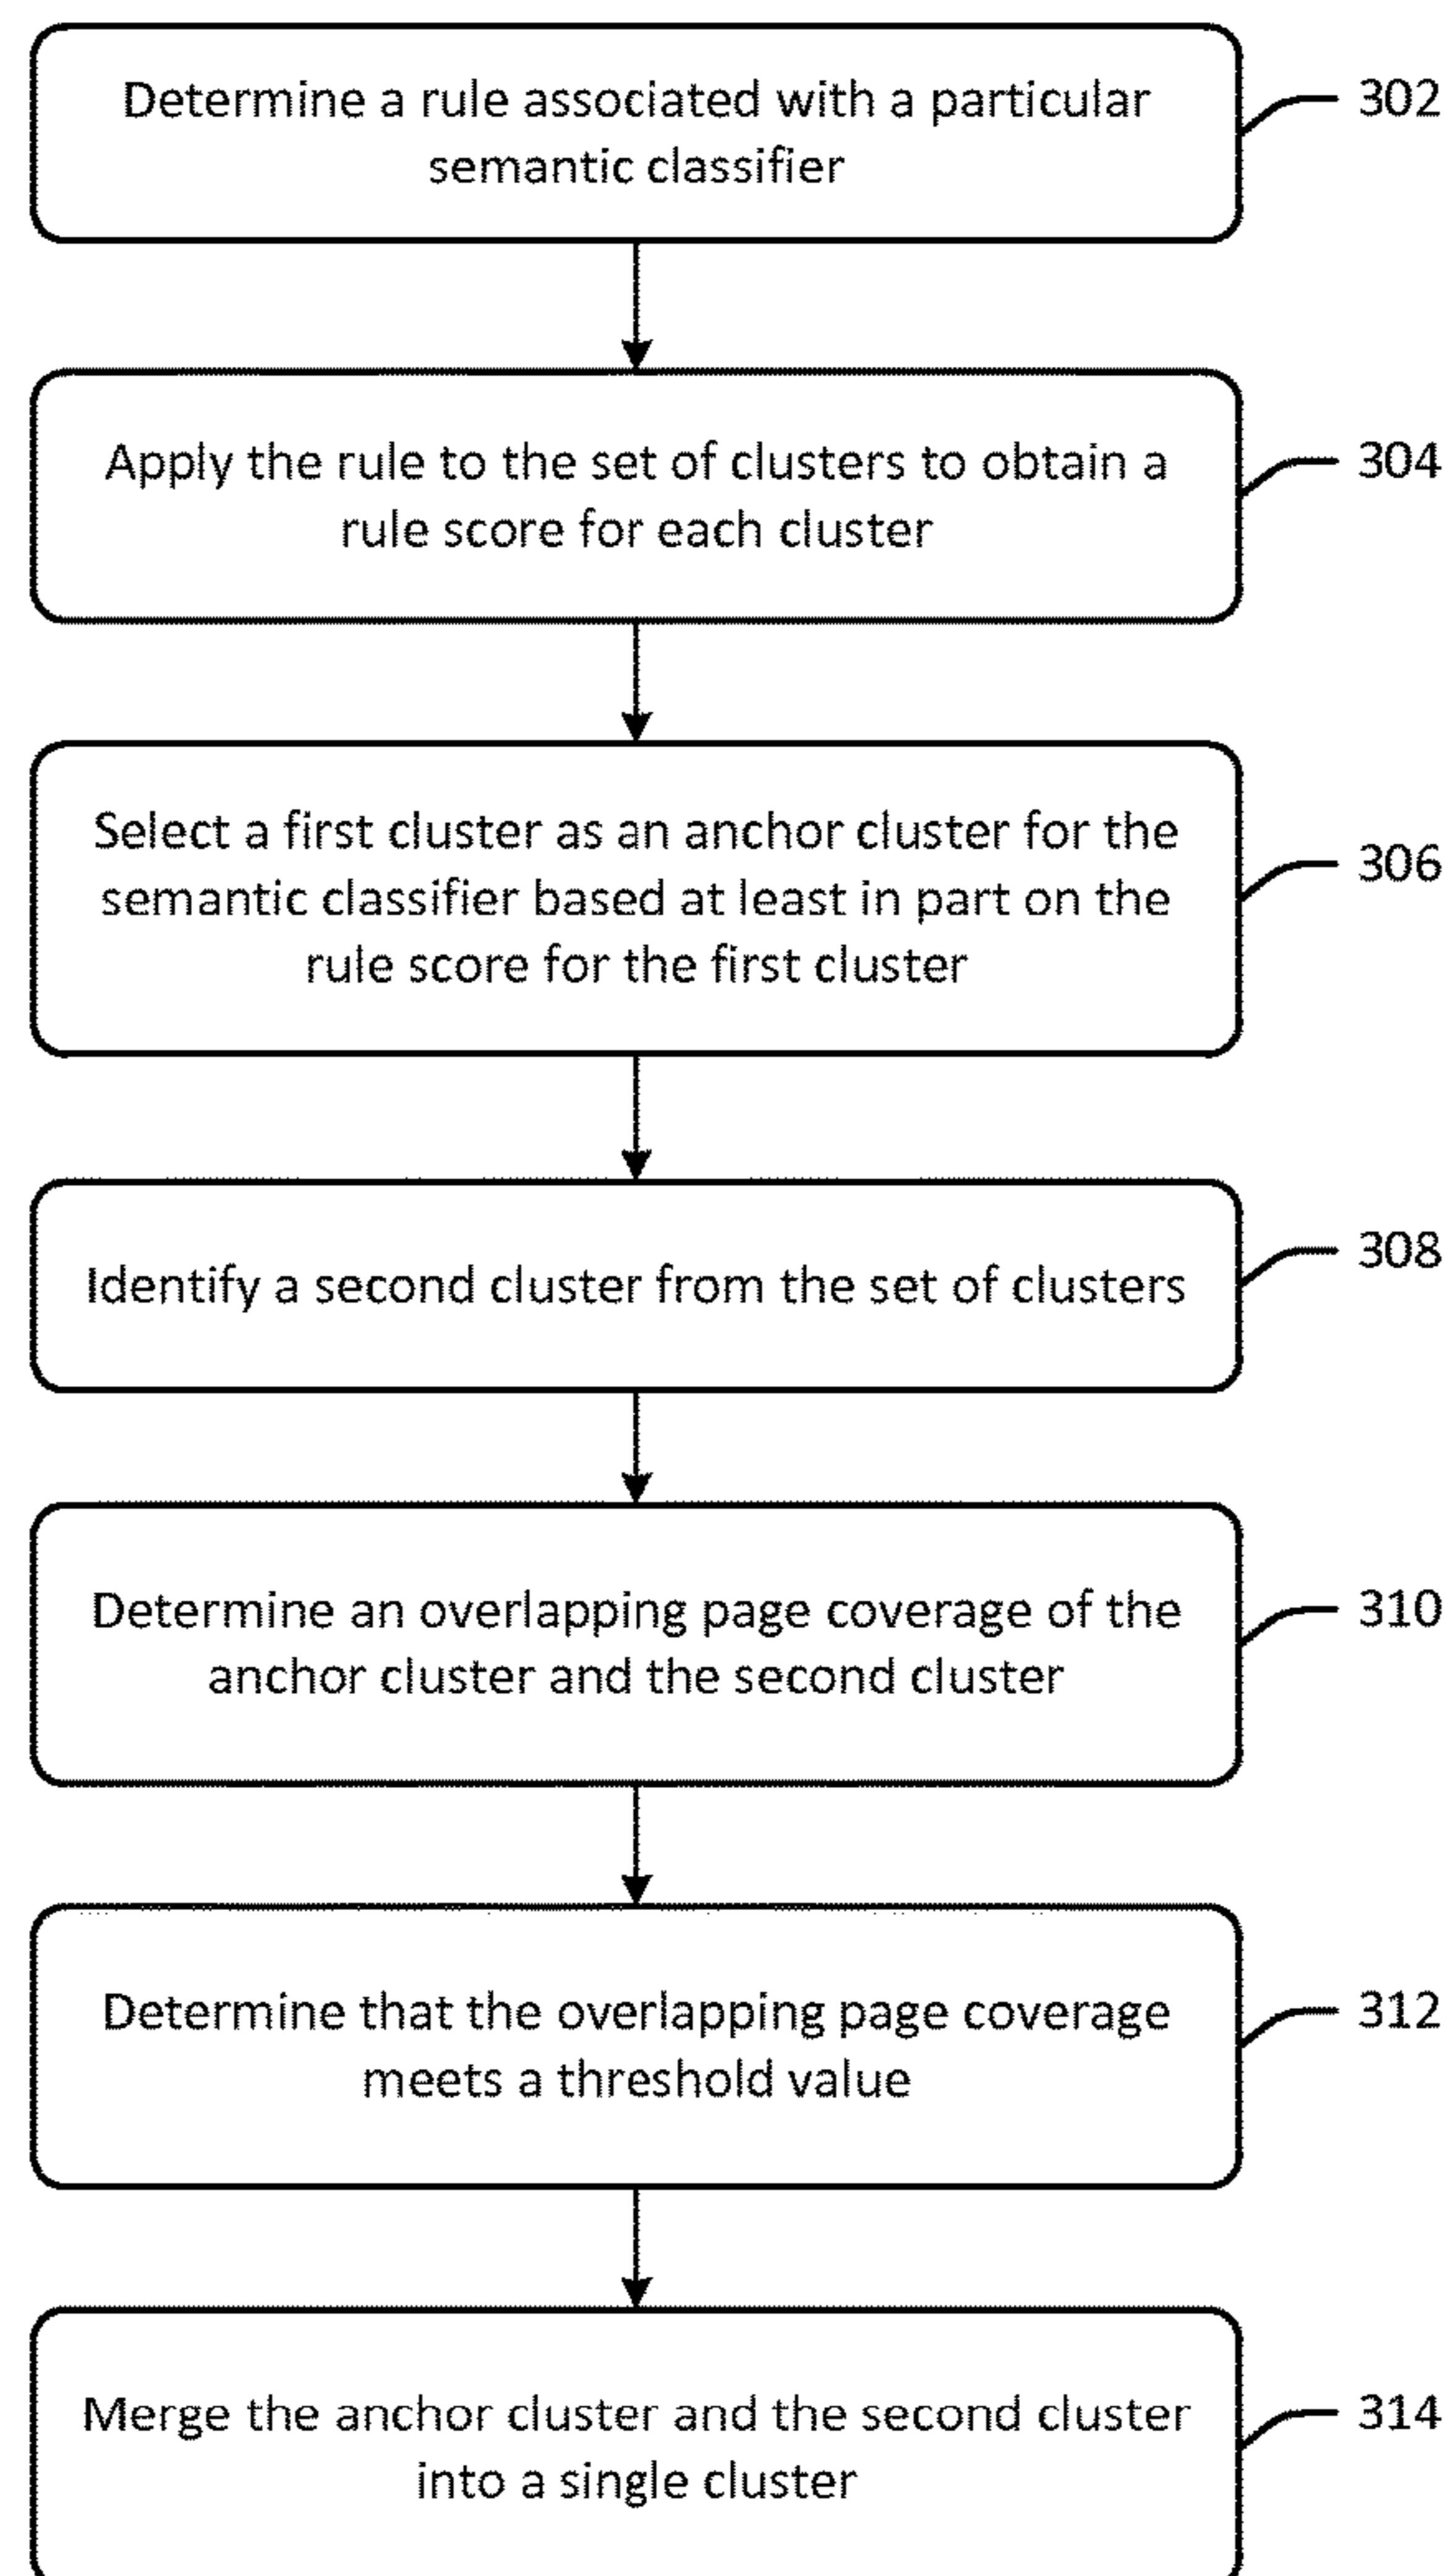 Determine a rule associated with a particular
semantic classifier
302
Apply the rule to the set of clusters to obtain a
rule score for each cluster
304
Select a first cluster as an anchor cluster for the
semantic classifier based at least in part on the
rule score for the first cluster
306
Identify a second cluster from the set of clusters
308
Determine an overlapping page coverage of the
anchor cluster and the second cluster
310
Determine that the overlapping page coverage
meets a threshold value
312
Merge the anchor cluster and the second cluster
into a single cluster
314